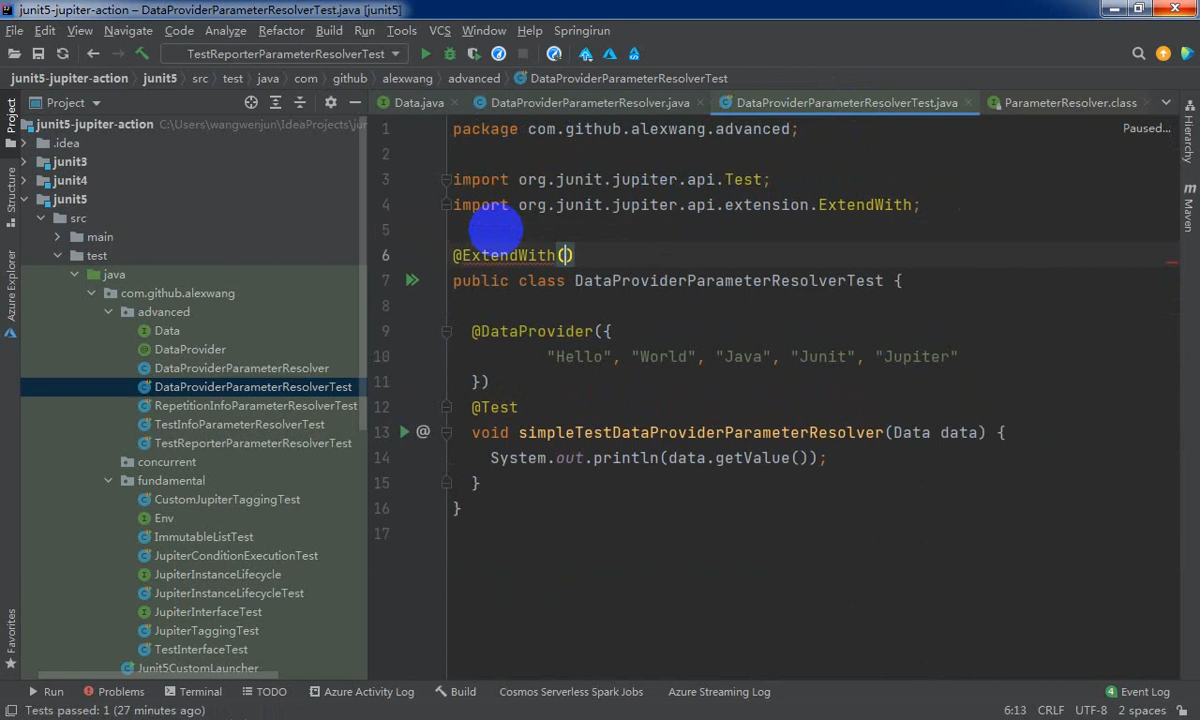 junit5-jupiter-action – DataProviderParameterResolverTest.java [junit5]
File Edit View Navigate Code Analyze Refactor Build Run Tools VCS Window Help Springirun
TestReporterParameterResolverTest
junit5-jupiter-action junit5 src test java com github alexwang advanced DataProviderParameterResolverTest
Project
Data.java DataProviderParameterResolver.java DataProviderParameterResolverTest.java ParameterResolver.class
junit5-jupiter-action C:\Users\wangwenjun\IdeaProjects\jur
.idea
junit3
junit4
junit5
src
main
test
java
com.github.alexwang
advanced
Data
DataProvider
DataProviderParameterResolver
DataProviderParameterResolverTest
RepetitionInfoParameterResolverTest
TestInfoParameterResolverTest
TestReporterParameterResolverTest
concurrent
fundamental
CustomJupiterTaggingTest
Env
ImmutableListTest
JupiterConditionExecutionTest
JupiterInstanceLifecycle
JupiterInstanceLifecycleTest
JupiterInterfaceTest
JupiterTaggingTest
TestInterfaceTest
Junit5CustomLauncher
Project
Structure
Azure Explorer
Favorites
1 package com.github.alexwang.advanced;
2
3 import org.junit.jupiter.api.Test;
4 import org.junit.jupiter.api.extension.ExtendWith;
5
6 @ExtendWith()
7 public class DataProviderParameterResolverTest {
8
9 @DataProvider({
10 "Hello", "World", "Java", "Junit", "Jupiter"
11 })
12 @Test
13 void simpleTestDataProviderParameterResolver(Data data) {
14 System.out.println(data.getValue());
15 }
16 }
17
Paused...
Hierarchy
m Maven
Run Problems Terminal TODO Azure Activity Log Build Cosmos Serverless Spark Jobs Azure Streaming Log 4 Event Log
Tests passed: 1 (27 minutes ago) 6:13 CRLF UTF-8 2 spaces